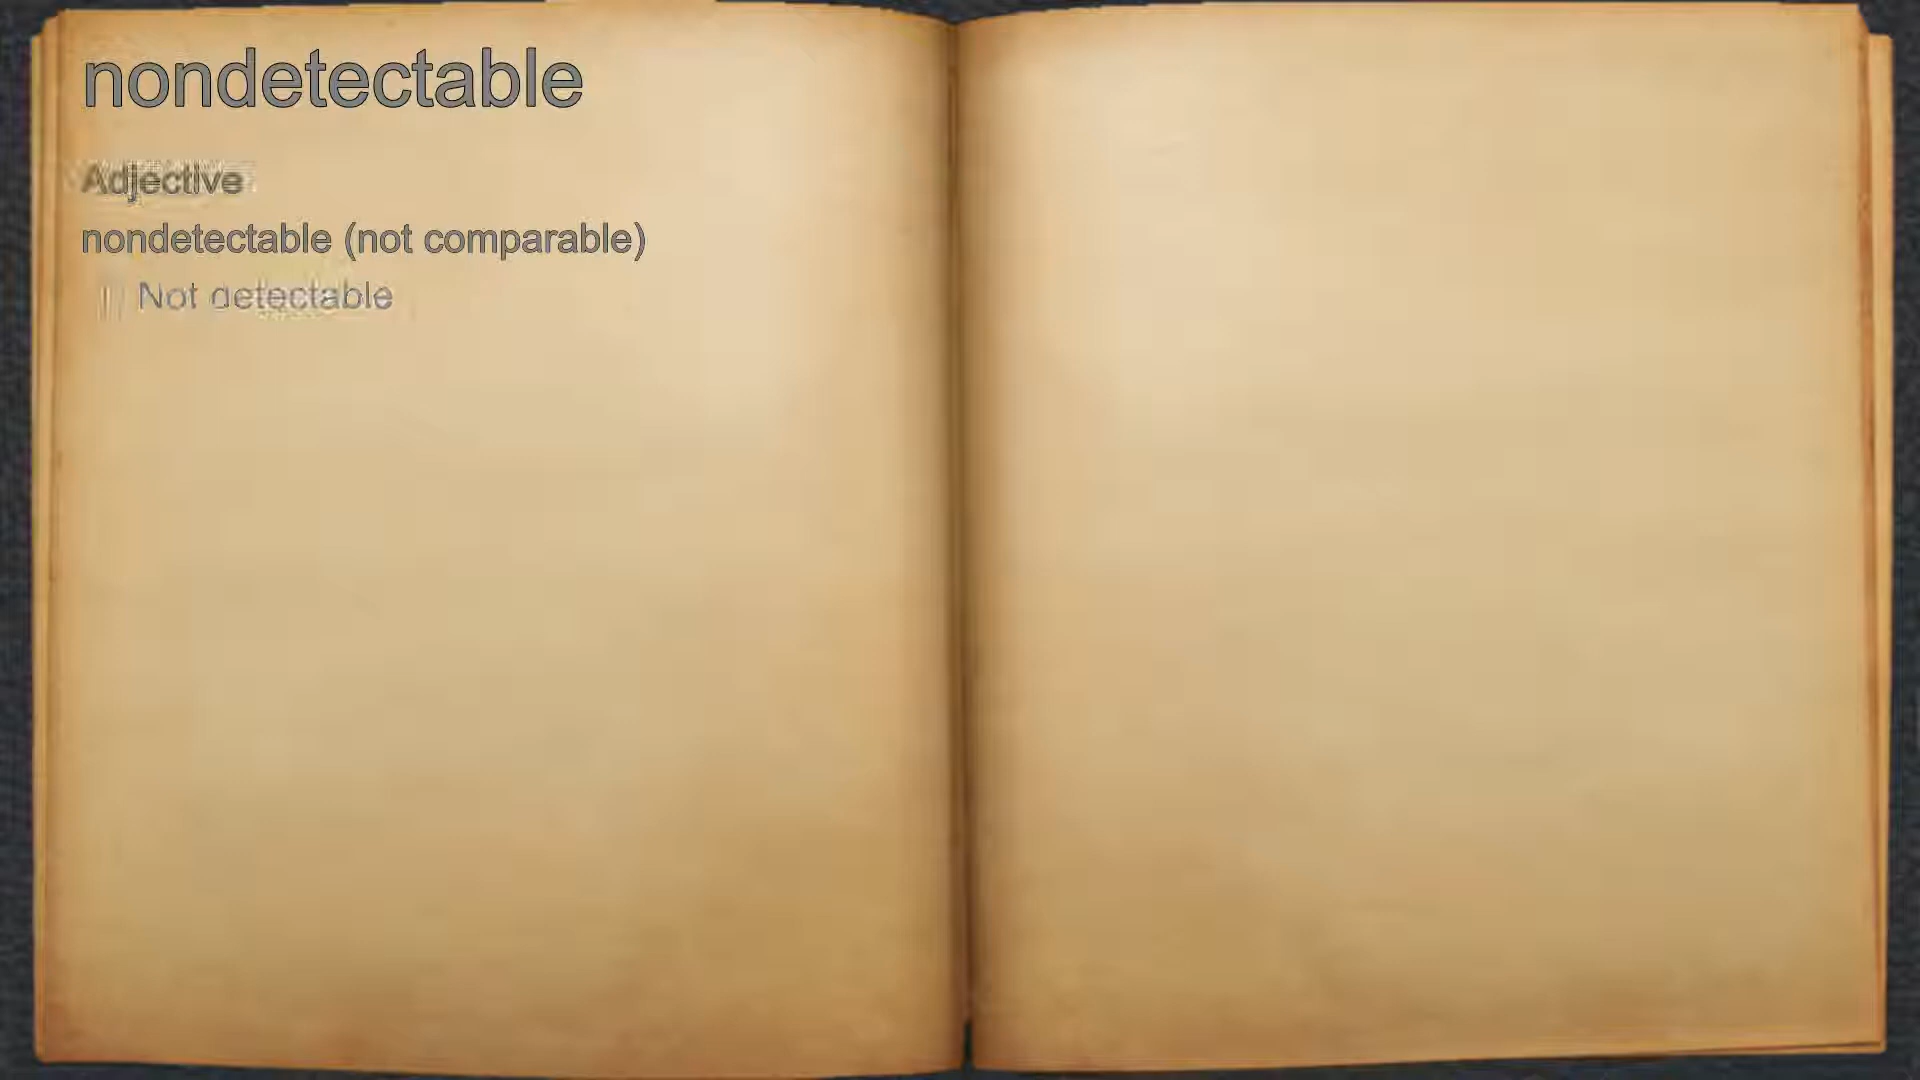 nondetectable
Adjective
nondetectable (not comparable)
Not detectable